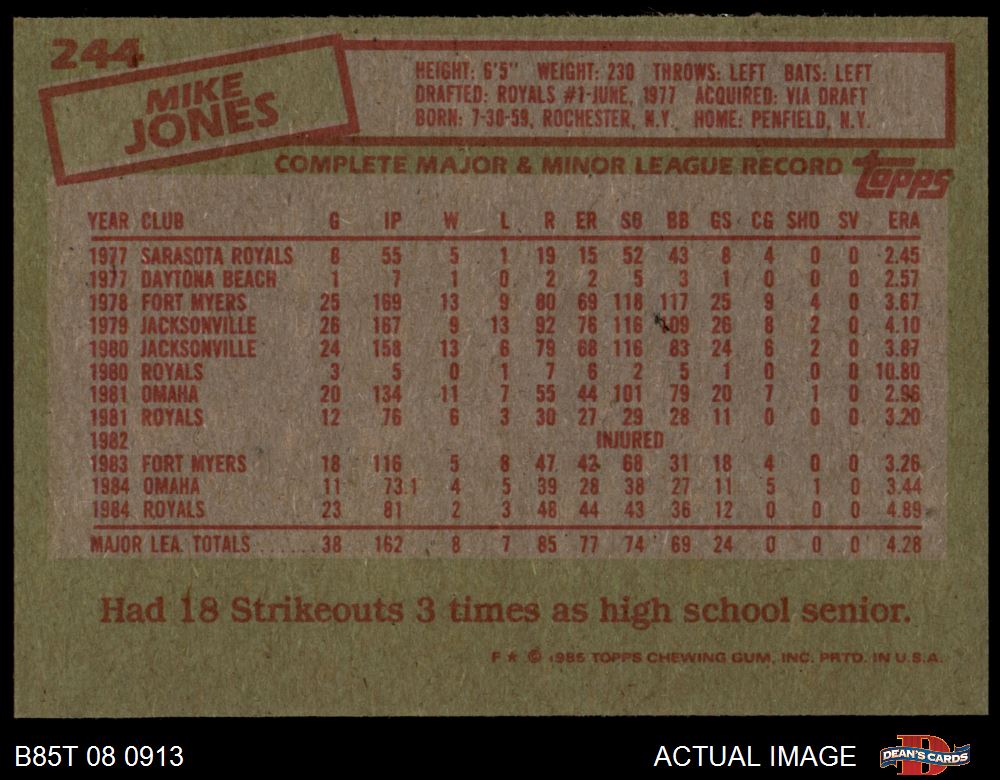 244
MIKE
JONES
HEIGHT: 6'5" WEIGHT: 230 THROWS: LEFT BATS: LEFT
DRAFTED: ROYALS #1-JUNE, 1977 ACQUIRED: VIA DRAFT
BORN: 7-30-59, ROCHESTER, N.Y. HOME: PENFIELD, N.Y.
COMPLETE MAJOR & MINOR LEAGUE RECORD
topps
YEAR CLUB G IP W L R ER SO BB GS CG SHO SV ERA
1977 SARASOTA ROYALS 8 55 5 1 19 15 52 43 8 4 0 0 2.45
1977 DAYTONA BEACH 1 7 1 0 2 2 5 3 1 0 0 0 2.57
1978 FORT MYERS 25 169 13 9 80 69 118 117 25 9 4 0 3.67
1979 JACKSONVILLE 26 167 9 13 92 76 116 109 26 8 2 0 4.10
1980 JACKSONVILLE 24 158 13 6 79 68 116 83 24 6 2 0 3.87
1980 ROYALS 3 5 0 1 7 6 2 5 1 0 0 0 10.80
1981 OMAHA 20 134 11 7 55 44 101 79 20 7 1 0 2.96
1981 ROYALS 12 76 6 3 30 27 29 28 11 0 0 0 3.20
1982 INJURED
1983 FORT MYERS 18 116 5 8 47 42 68 31 18 4 0 0 3.26
1984 OMAHA 11 73.1 4 5 39 28 38 27 11 5 1 0 3.44
1984 ROYALS 23 81 2 3 48 44 43 36 12 0 0 0 4.89
MAJOR LEA. TOTALS 38 162 8 7 85 77 74 69 24 0 0 0 4.28
Had 18 Strikeouts 3 times as high school senior.
F ★ © 1985 TOPPS CHEWING GUM, INC. PRTD. IN U.S.A.
B85T 08 0913
ACTUAL IMAGE
DEAN'S CARDS